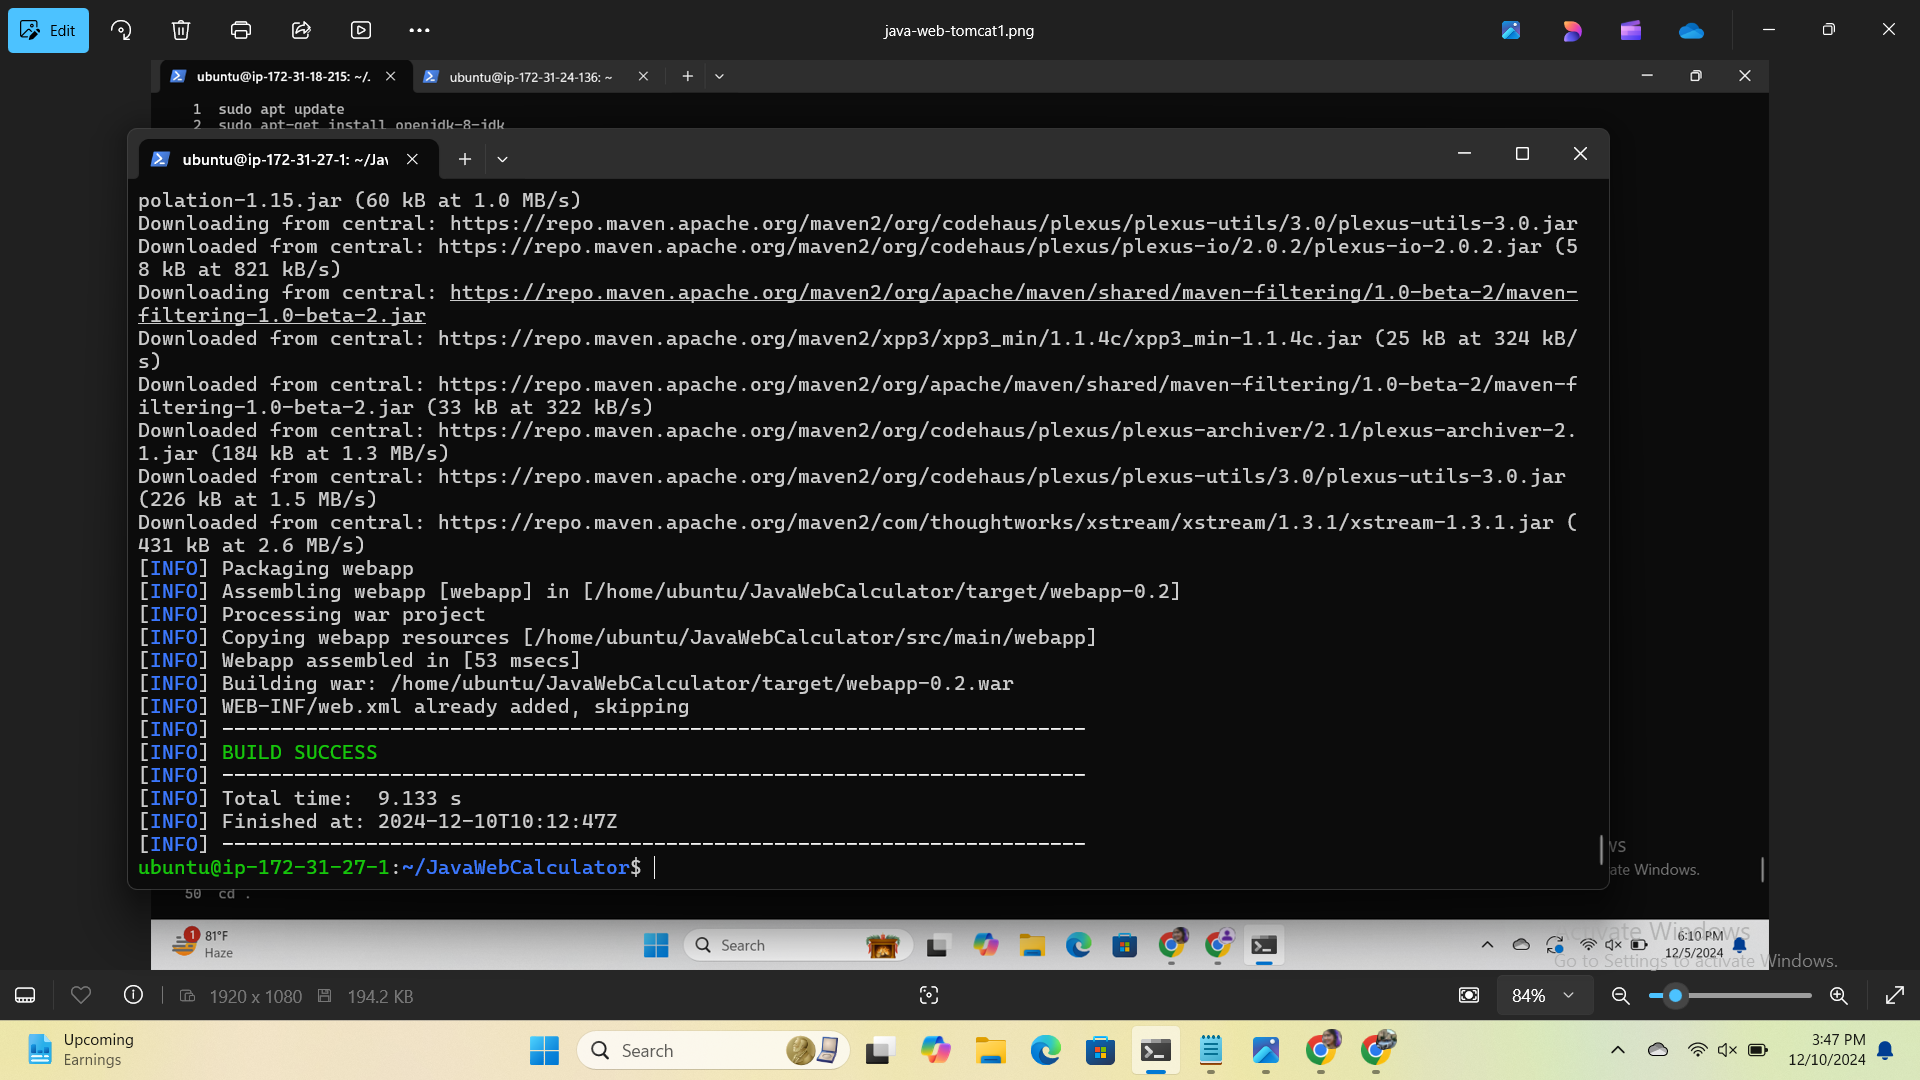 Edit
java-web-tomcat1.png
ubuntu@ip-172-31-18-215: ~/.
ubuntu@ip-172-31-24-136: ~
1 sudo apt update
2 sudo apt-get install openjdk-8-jdk
ubuntu@ip-172-31-27-1: ~/Jav
polation-1.15.jar (60 kB at 1.0 MB/s)
Downloading from central: https://repo.maven.apache.org/maven2/org/codehaus/plexus/plexus-utils/3.0/plexus-utils-3.0.jar
Downloaded from central: https://repo.maven.apache.org/maven2/org/codehaus/plexus/plexus-io/2.0.2/plexus-io-2.0.2.jar (5
8 kB at 821 kB/s)
Downloading from central: https://repo.maven.apache.org/maven2/org/apache/maven/shared/maven-filtering/1.0-beta-2/maven-
filtering-1.0-beta-2.jar
Downloaded from central: https://repo.maven.apache.org/maven2/xpp3/xpp3_min/1.1.4c/xpp3_min-1.1.4c.jar (25 kB at 324 kB/
s)
Downloaded from central: https://repo.maven.apache.org/maven2/org/apache/maven/shared/maven-filtering/1.0-beta-2/maven-f
iltering-1.0-beta-2.jar (33 kB at 322 kB/s)
Downloaded from central: https://repo.maven.apache.org/maven2/org/codehaus/plexus/plexus-archiver/2.1/plexus-archiver-2.
1.jar (184 kB at 1.3 MB/s)
Downloaded from central: https://repo.maven.apache.org/maven2/org/codehaus/plexus/plexus-utils/3.0/plexus-utils-3.0.jar
(226 kB at 1.5 MB/s)
Downloaded from central: https://repo.maven.apache.org/maven2/com/thoughtworks/xstream/xstream/1.3.1/xstream-1.3.1.jar (
431 kB at 2.6 MB/s)
[INFO] Packaging webapp
[INFO] Assembling webapp [webapp] in [/home/ubuntu/JavaWebCalculator/target/webapp-0.2]
[INFO] Processing war project
[INFO] Copying webapp resources [/home/ubuntu/JavaWebCalculator/src/main/webapp]
[INFO] Webapp assembled in [53 msecs]
[INFO] Building war: /home/ubuntu/JavaWebCalculator/target/webapp-0.2.war
[INFO] WEB-INF/web.xml already added, skipping
[INFO] ------------------------------------------------------------------------
[INFO] BUILD SUCCESS
[INFO] ------------------------------------------------------------------------
[INFO] Total time:  9.133 s
[INFO] Finished at: 2024-12-10T10:12:47Z
[INFO] ------------------------------------------------------------------------
ubuntu@ip-172-31-27-1:~/JavaWebCalculator$
ws
ate Windows.
50 cd .
1
81°F
Haze
Search
6:10 PM
12/5/2024
Activate Windows
Go to Settings to activate Windows.
1920 x 1080
194.2 KB
84%
Upcoming
Earnings
Search
3:47 PM
12/10/2024